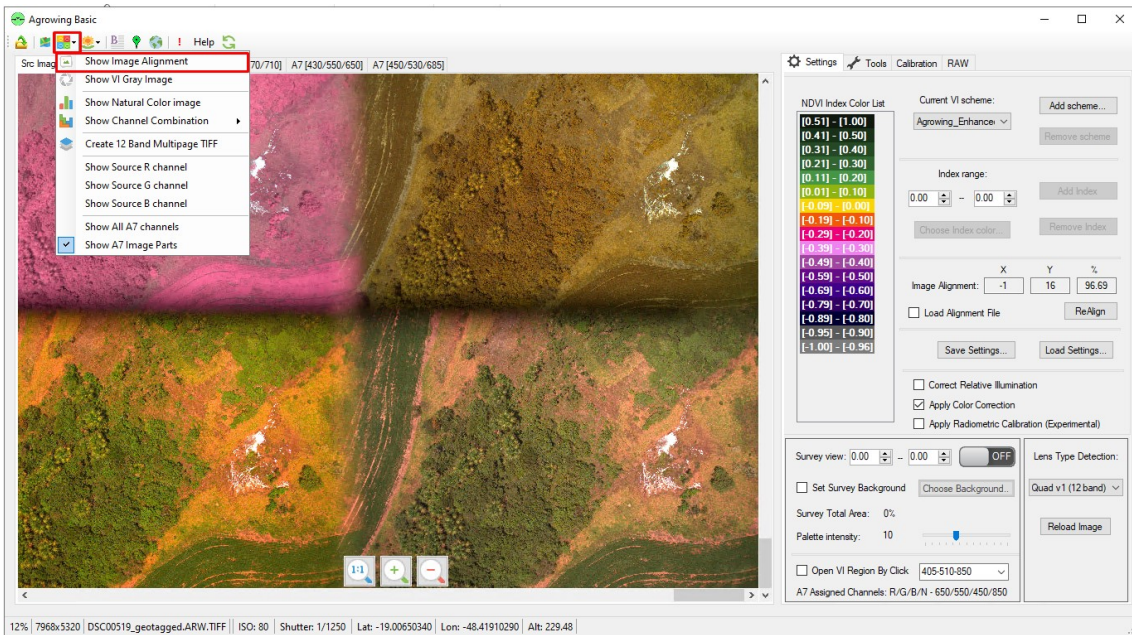 Agrowing Basic
Help
Src Imag
70/710] A7 [430/550/650] A7 [450/530/685]
Show Image Alignment
Show VI Gray Image
Show Natural Color image
Show Channel Combination
Create 12 Band Multipage TIFF
Show Source R channel
Show Source G channel
Show Source B channel
Show All A7 channels
Show A7 Image Parts
1:1
Settings Tools Calibration RAW
NDVI Index Color List
[0.51] - [1.00]
[0.41] - [0.50]
[0.31] - [0.40]
[0.21] - [0.30]
[0.11] - [0.20]
[0.01] - [0.10]
[-0.09] - [0.00]
[-0.19] - [-0.10]
[-0.29] - [-0.20]
[-0.39] - [-0.30]
[-0.49] - [-0.40]
[-0.59] - [-0.50]
[-0.69] - [-0.60]
[-0.79] - [-0.70]
[-0.89] - [-0.80]
[-0.95] - [-0.90]
[-1.00] - [-0.96]
Current VI scheme:
Agrowing_Enhance
Add scheme...
Remove scheme
Index range:
0.00 - 0.00
Add Index
Choose Index color...
Remove Index
X Y %
Image Alignment: -1 16 96.69
Load Alignment File
ReAlign
Save Settings... Load Settings...
Correct Relative Illumination
Apply Color Correction
Apply Radiometric Calibration (Experimental)
Survey view: 0.00 - 0.00 OFF
Set Survey Background Choose Background..
Survey Total Area: 0%
Palette intensity: 10
Open VI Region By Click 405-510-850
A7 Assigned Channels: R/G/B/N - 650/550/450/850
Lens Type Detection:
Quad v1 (12 band)
Reload Image
12% 7968x5320 DSC00519_geotagged.ARW.TIFF ISO: 80 Shutter: 1/1250 Lat: -19.00650340 Lon: -48.41910290 Alt: 229.48